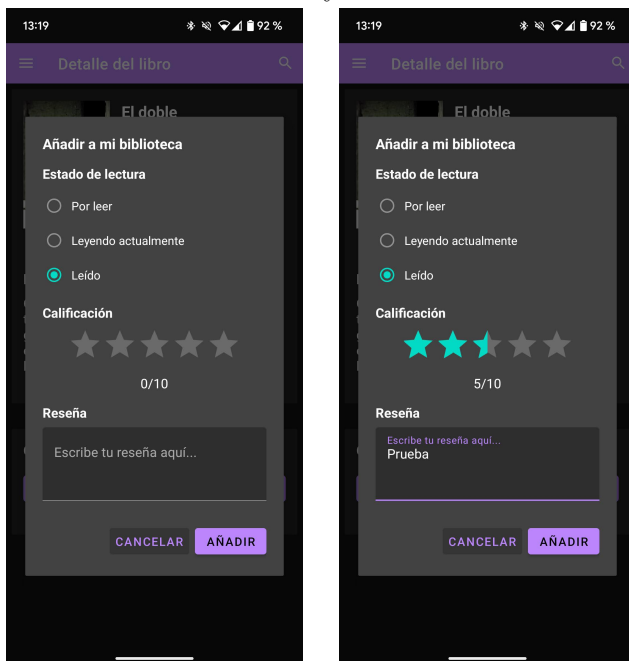 13:19 92 %
Detalle del libro
El doble
Añadir a mi biblioteca
Estado de lectura
Por leer
Leyendo actualmente
Leído
Calificación
0/10
Reseña
Escribe tu reseña aquí...
CANCELAR AÑADIR
13:19 92 %
Detalle del libro
El doble
Añadir a mi biblioteca
Estado de lectura
Por leer
Leyendo actualmente
Leído
Calificación
5/10
Reseña
Escribe tu reseña aquí...
Prueba
CANCELAR AÑADIR